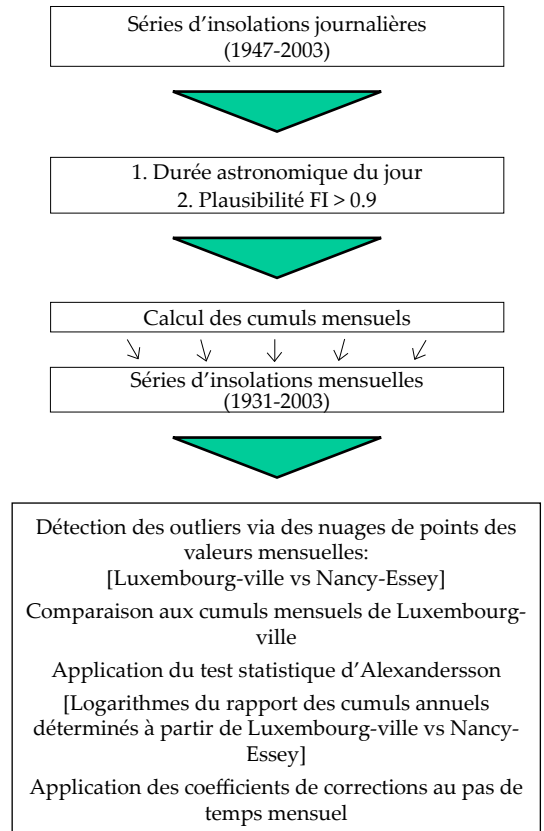 Séries d'insolations journalières
(1947-2003)
1. Durée astronomique du jour
2. Plausibilité FI > 0.9
Calcul des cumuls mensuels
Séries d'insolations mensuelles
(1931-2003)
Détection des outliers via des nuages de points des
valeurs mensuelles:
[Luxembourg-ville vs Nancy-Essey]
Comparaison aux cumuls mensuels de Luxembourg-
ville
Application du test statistique d'Alexandersson
[Logarithmes du rapport des cumuls annuels
déterminés à partir de Luxembourg-ville vs Nancy-
Essey]
Application des coefficients de corrections au pas de
temps mensuel